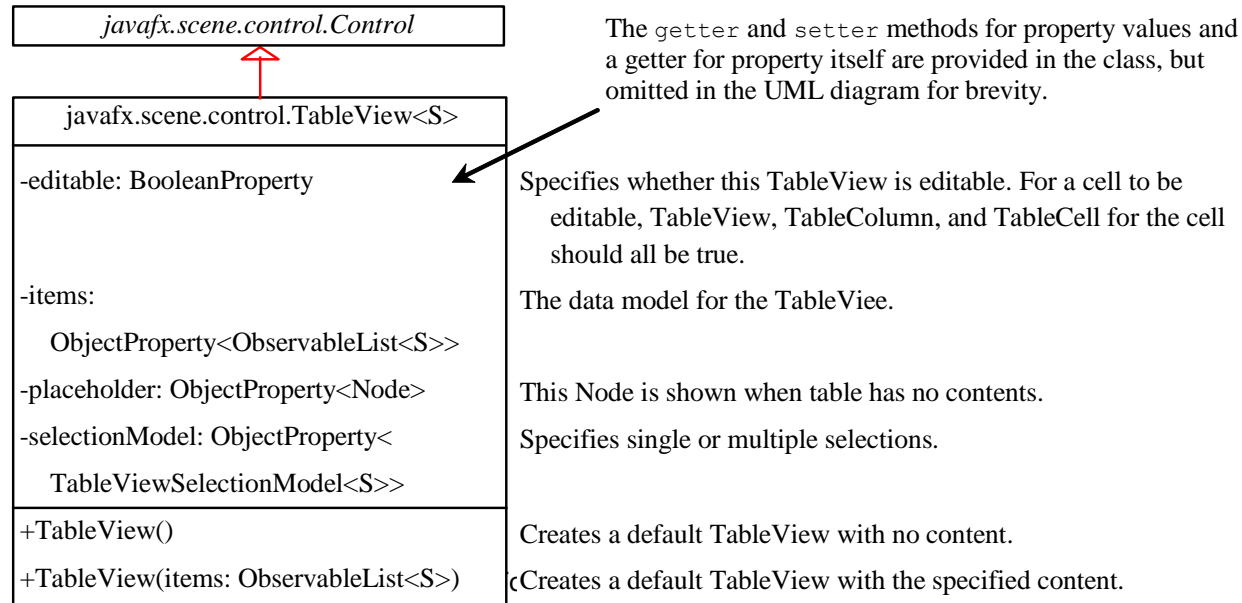 javafx.scene.control.Control
The getter and setter methods for property values and
a getter for property itself are provided in the class, but
omitted in the UML diagram for brevity.
javafx.scene.control.TableView<S>
-editable: BooleanProperty
Specifies whether this TableView is editable. For a cell to be
editable, TableView, TableColumn, and TableCell for the cell
should all be true.
-items:
ObjectProperty<ObservableList<S>>
The data model for the TableViee.
-placeholder: ObjectProperty<Node>
This Node is shown when table has no contents.
-selectionModel: ObjectProperty<
TableViewSelectionModel<S>>
Specifies single or multiple selections.
+TableView()
Creates a default TableView with no content.
+TableView(items: ObservableList<S>)
Creates a default TableView with the specified content.